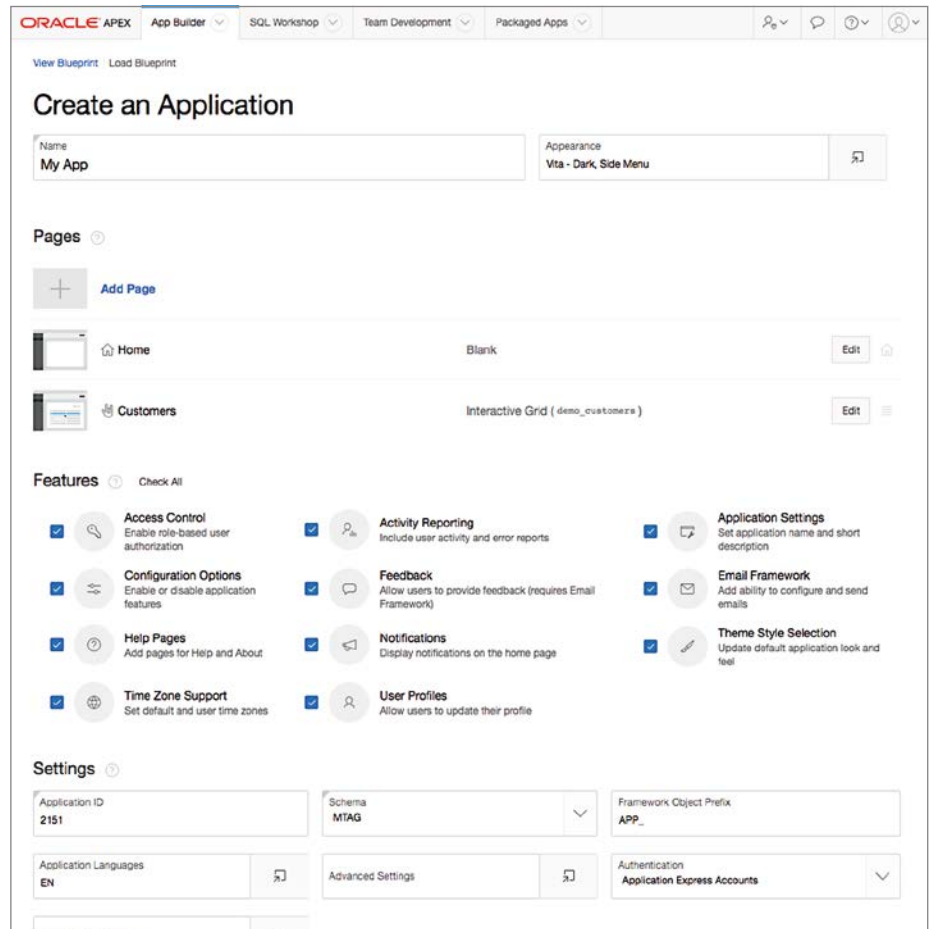 ORACLE APEX App Builder SQL Workshop Team Development Packaged Apps
View Blueprint Load Blueprint
Create an Application
Name
My App
Appearance
Vita - Dark, Side Menu
Pages
Add Page
Home Blank Edit
Customers Interactive Grid ( demo_customers ) Edit
Features Check All
Access Control
Enable role-based user
authorization
Activity Reporting
Include user activity and error reports
Application Settings
Set application name and short
description
Configuration Options
Enable or disable application
features
Feedback
Allow users to provide feedback (requires Email
Framework)
Email Framework
Add ability to configure and send
emails
Help Pages
Add pages for Help and About
Notifications
Display notifications on the home page
Theme Style Selection
Update default application look and
feel
Time Zone Support
Set default and user time zones
User Profiles
Allow users to update their profile
Settings
Application ID
2151
Schema
MTAG
Framework Object Prefix
APP_
Application Languages
EN
Advanced Settings
Authentication
Application Express Accounts